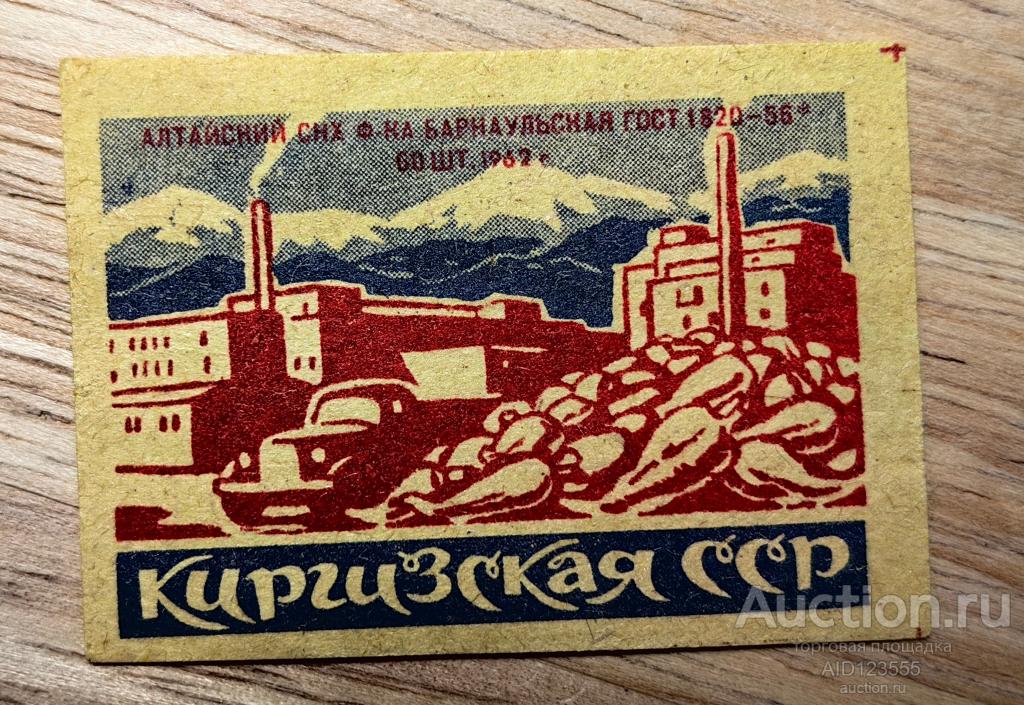 АЛТАЙСКИЙ СНХ Ф-КА БАРНАУЛЬСКАЯ ГОСТ 1820-56*
60 ШТ. 1962 г.
Киргизская ССР
Auction.ru
торговая площадка
AID123555
auction.ru